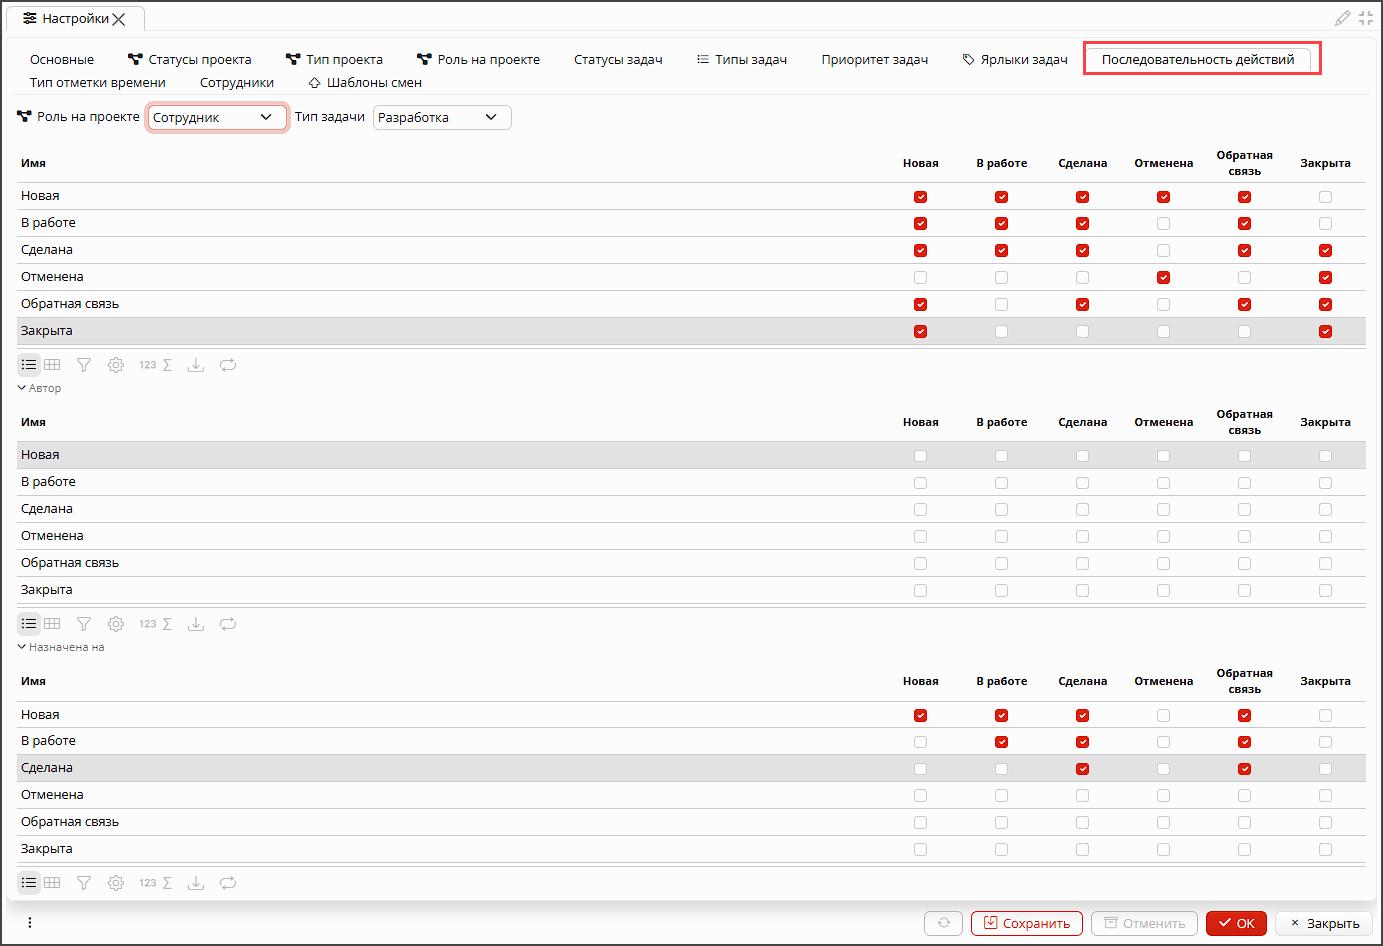 Настройки
Основные Статусы проекта Тип проекта Роль на проекте Статусы задач Типы задач Приоритет задач Ярлыки задач Последовательность действий
Тип отметки времени Сотрудники Шаблоны смен
Роль на проекте Сотрудник Тип задачи Разработка
Имя Новая В работе Сделана Отменена Обратная связь Закрыта
Новая
В работе
Сделана
Отменена
Обратная связь
Закрыта
123 Σ
Автор
Имя Новая В работе Сделана Отменена Обратная связь Закрыта
Новая
В работе
Сделана
Отменена
Обратная связь
Закрыта
123 Σ
Назначена на
Имя Новая В работе Сделана Отменена Обратная связь Закрыта
Новая
В работе
Сделана
Отменена
Обратная связь
Закрыта
123 Σ
Сохранить Отменить OK Закрыть